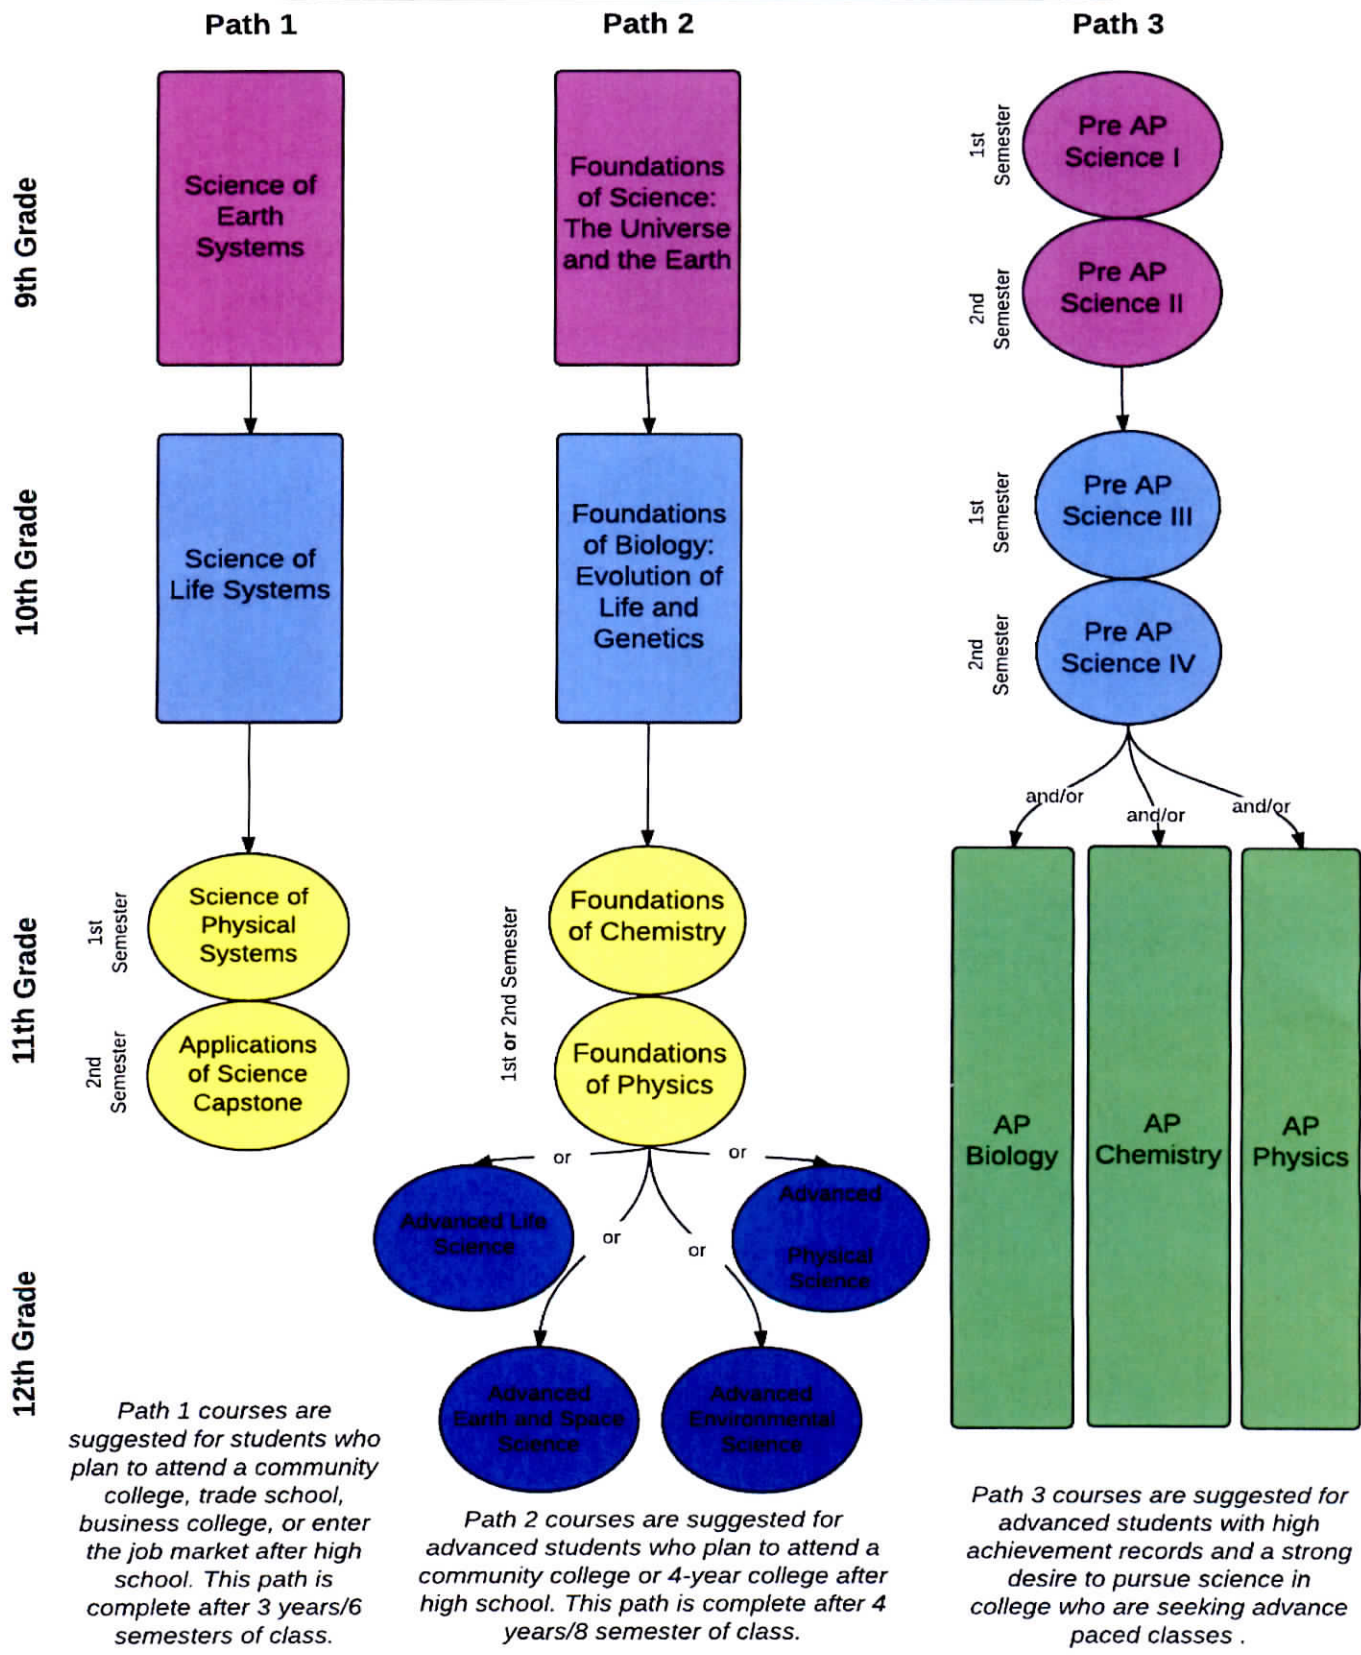 Path 1
Path 2
Path 3
9th Grade
Science of
Earth
Systems
Foundations
of Science:
The Universe
and the Earth
1st
Semester
Pre AP
Science I
2nd
Semester
Pre AP
Science II
10th Grade
Science of
Life Systems
Foundations
of Biology:
Evolution of
Life and
Genetics
1st
Semester
Pre AP
Science III
2nd
Semester
Pre AP
Science IV
and/or
and/or
and/or
11th Grade
1st
Semester
Science of
Physical
Systems
2nd
Semester
Applications
of Science
Capstone
1st or 2nd Semester
Foundations
of Chemistry
Foundations
of Physics
AP
Biology
AP
Chemistry
AP
Physics
12th Grade
or
or
or
or
Advanced Life
Science
Advanced
Physical
Science
Advanced
Earth and Space
Science
Advanced
Environmental
Science
Path 1 courses are
suggested for students who
plan to attend a community
college, trade school,
business college, or enter
the job market after high
school. This path is
complete after 3 years/6
semesters of class.
Path 2 courses are suggested for
advanced students who plan to attend a
community college or 4-year college after
high school. This path is complete after 4
years/8 semester of class.
Path 3 courses are suggested for
advanced students with high
achievement records and a strong
desire to pursue science in
college who are seeking advance
paced classes .